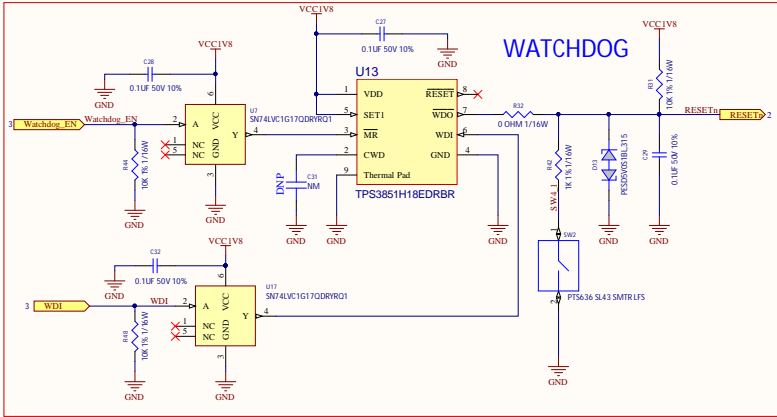 WATCHDOG
VCC1V8
C27
0.1UF 50V 10%
GND
VCC1V8
C28
0.1UF 50V 10%
GND
3
Watchdog_EN
Watchdog_EN
R44
10K 1% 1/16W
GND
U7
SN74LVC1G17QDRYRQ1
6
2
A
VCC
1
NC
5
NC
GND
Y
4
3
GND
U13
1
VDD
RESET
8
5
SET1
WDO
7
3
MR
WDI
6
2
CWD
GND
4
9
Thermal Pad
TPS3851H18EDRBR
DNP
C31
NM
GND
GND
GND
R32
0 OHM 1/16W
VCC1V8
R31
10K 1% 1/16W
RESETn
RESETn
2
R42
1K 1% 1/16W
SW4_1
D13
PESD5V0S1BL,315
GND
C29
0.1UF 50V 10%
GND
1
SW2
2
PTS636 SL43 SMTR LFS
GND
VCC1V8
C32
0.1UF 50V 10%
GND
3
WDI
WDI
R48
10K 1% 1/16W
GND
U17
SN74LVC1G17QDRYRQ1
6
2
A
VCC
1
NC
5
NC
GND
Y
4
3
GND